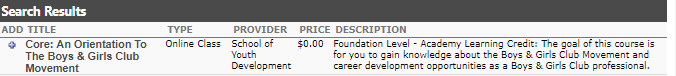 Search Results
ADD TITLE TYPE PROVIDER PRICE DESCRIPTION
Core: An Orientation To Online Class School of $0.00 Foundation Level - Academy Learning Credit: The goal of this course is
The Boys & Girls Club Youth for you to gain knowledge about the Boys & Girls Club Movement and
Movement Development career development opportunities as a Boys & Girls Club professional.